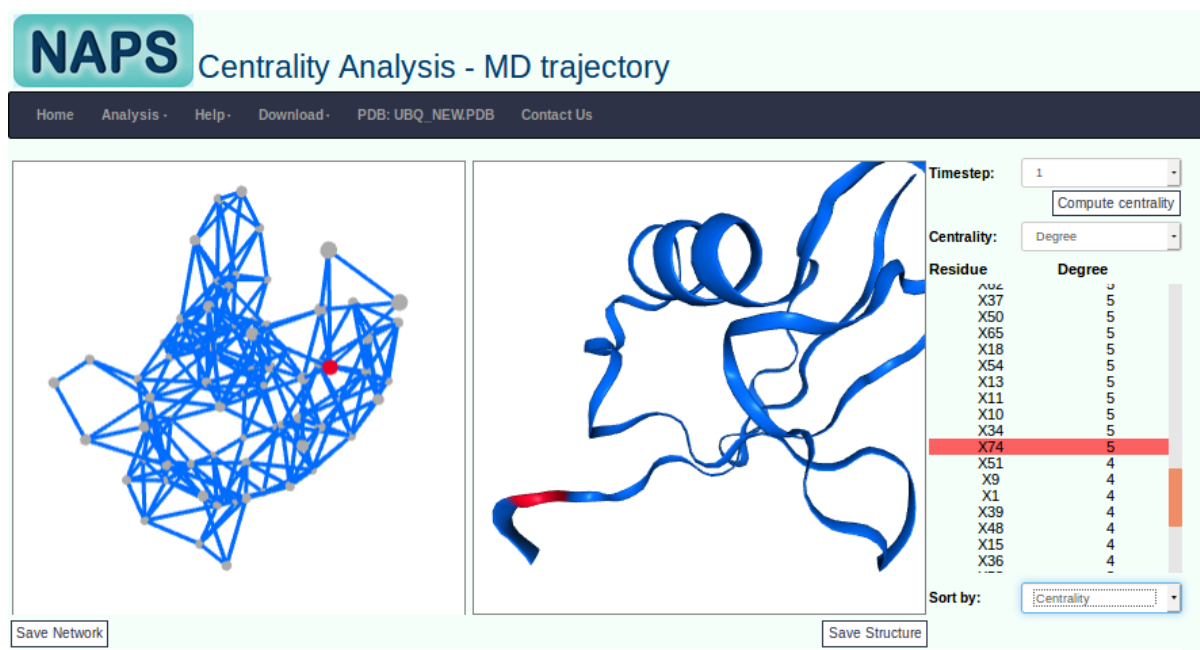 NAPS Centrality Analysis - MD trajectory
Home Analysis Help Download PDB: UBQ_NEW.PDB Contact Us
Timestep: 1
Compute centrality
Centrality: Degree
Residue Degree
X62 5
X37 5
X50 5
X65 5
X18 5
X54 5
X13 5
X11 5
X10 5
X34 5
X74 5
X51 4
X9 4
X1 4
X39 4
X48 4
X15 4
X36 4
Sort by: Centrality
Save Network Save Structure